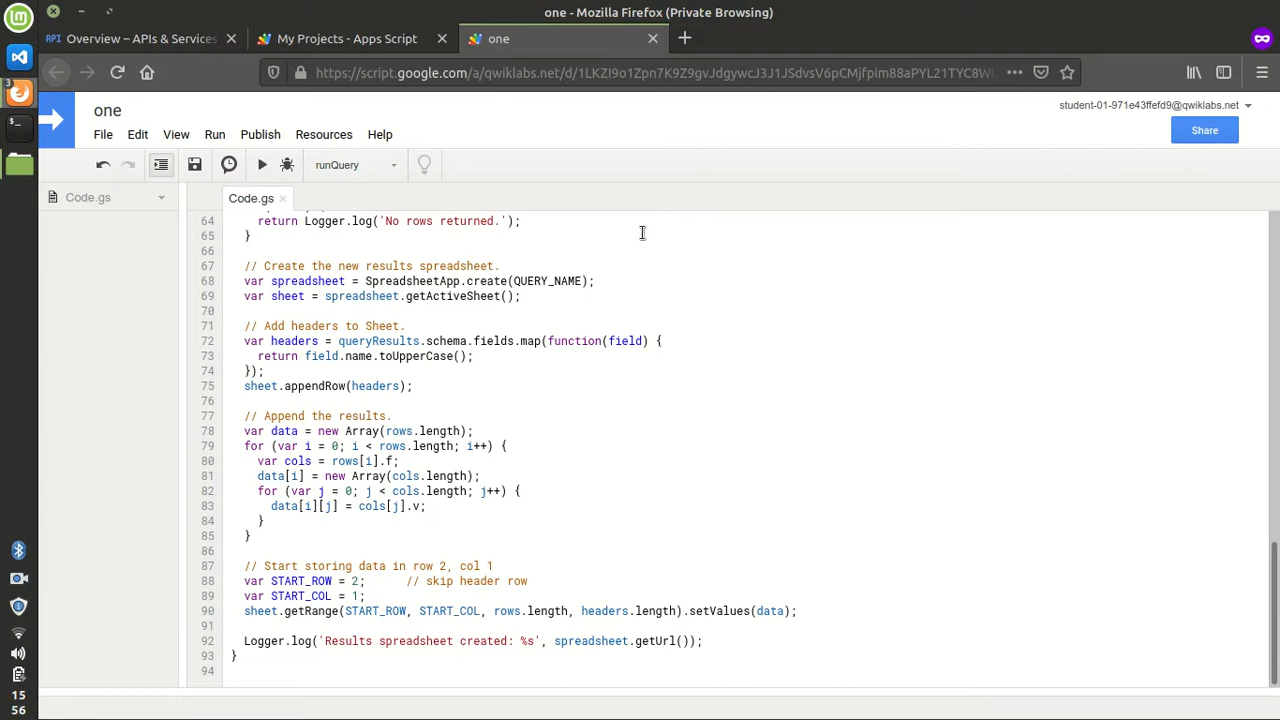 one - Mozilla Firefox (Private Browsing)
API Overview – APIs & Services
My Projects - Apps Script
one
https://script.google.com/a/qwiklabs.net/d/1LKZI9o1Zpn7K9Z9gvJdgywcJ3J1JSdvsV6pCMjfpim88aPYL21TYC8W
3
one
student-01-971e43ffefd9@qwiklabs.net
File Edit View Run Publish Resources Help
Share
runQuery
Code.gs
Code.gs
64 return Logger.log('No rows returned.');
65 }
66
67 // Create the new results spreadsheet.
68 var spreadsheet = SpreadsheetApp.create(QUERY_NAME);
69 var sheet = spreadsheet.getActiveSheet();
70
71 // Add headers to Sheet.
72 var headers = queryResults.schema.fields.map(function(field) {
73 return field.name.toUpperCase();
74 });
75 sheet.appendRow(headers);
76
77 // Append the results.
78 var data = new Array(rows.length);
79 for (var i = 0; i < rows.length; i++) {
80 var cols = rows[i].f;
81 data[i] = new Array(cols.length);
82 for (var j = 0; j < cols.length; j++) {
83 data[i][j] = cols[j].v;
84 }
85 }
86
87 // Start storing data in row 2, col 1
88 var START_ROW = 2; // skip header row
89 var START_COL = 1;
90 sheet.getRange(START_ROW, START_COL, rows.length, headers.length).setValues(data);
91
92 Logger.log('Results spreadsheet created: %s', spreadsheet.getUrl());
93 }
94
15
56